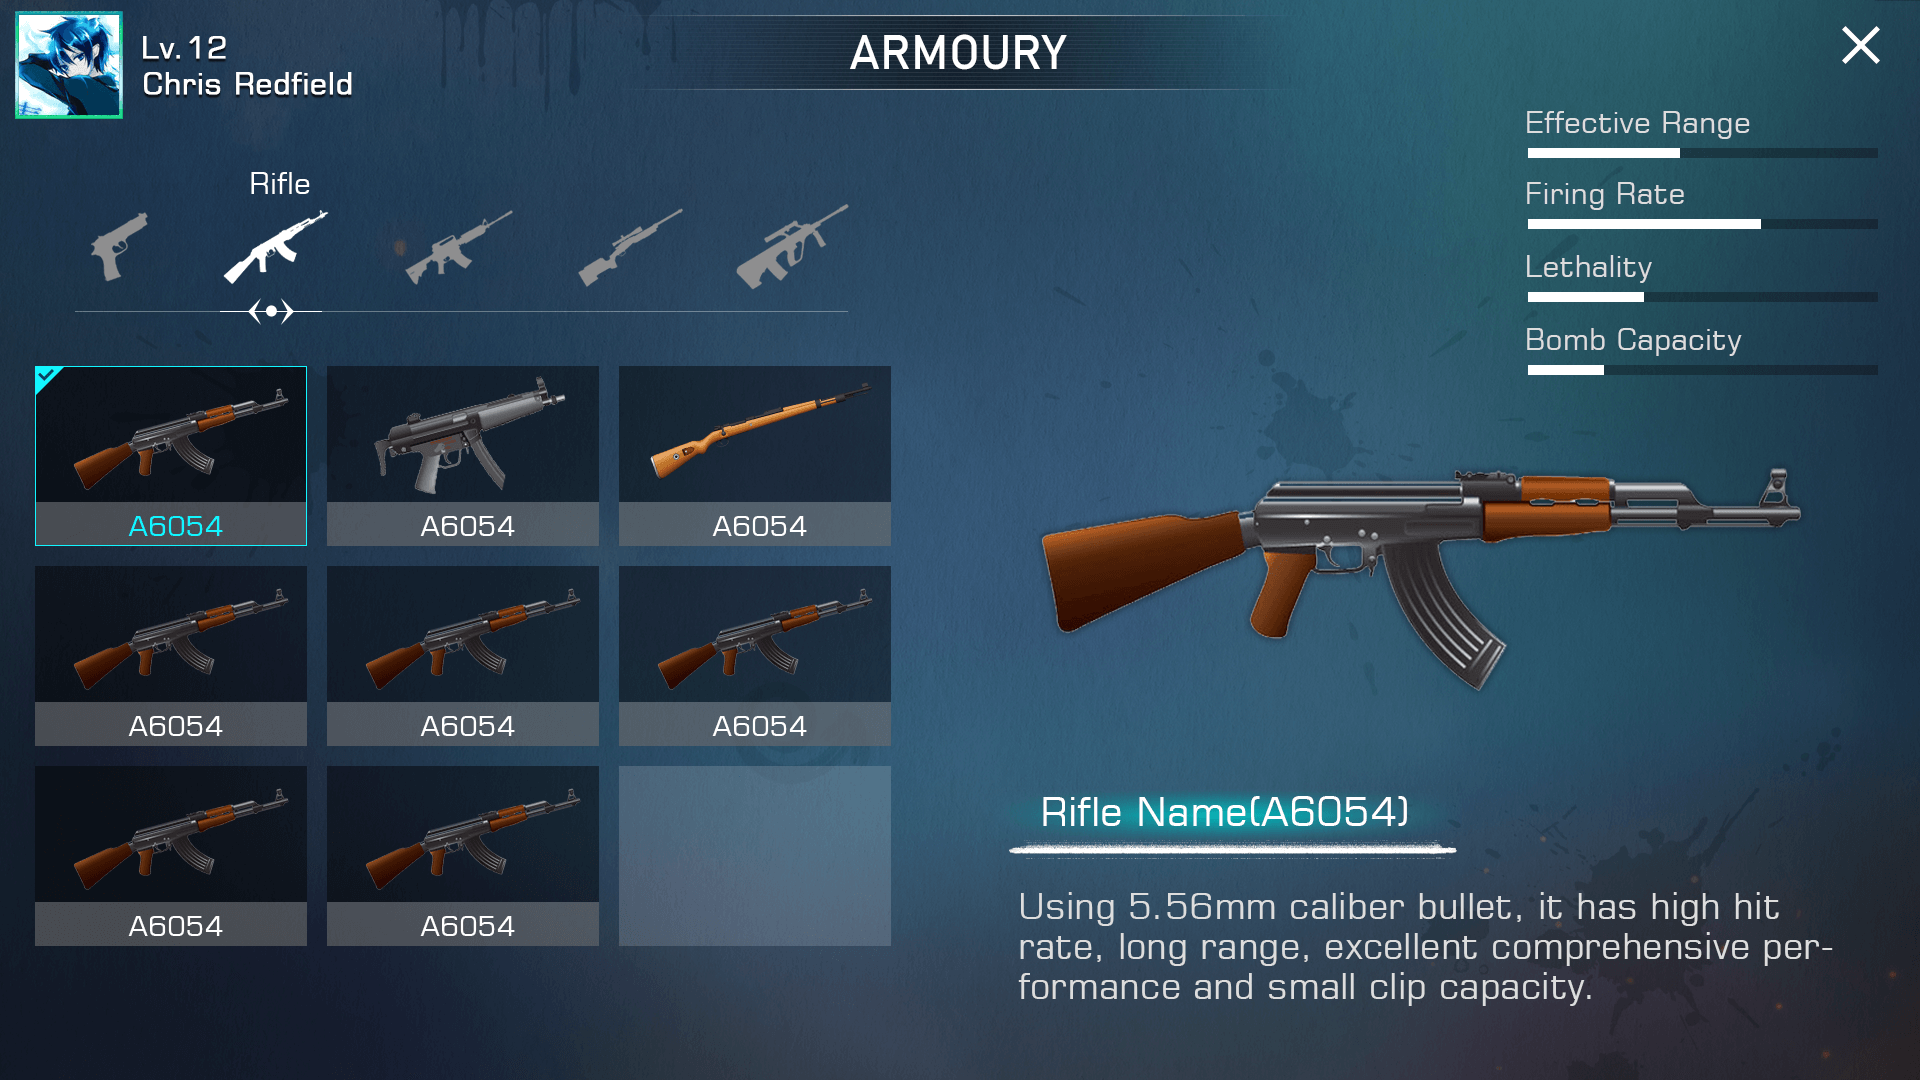 Lv.12
Chris Redfield
ARMOURY
Rifle
Effective Range
Firing Rate
Lethality
Bomb Capacity
A6054
A6054
A6054
A6054
A6054
A6054
A6054
A6054
Rifle Name(A6054)
Using 5.56mm caliber bullet, it has high hit
rate, long range, excellent comprehensive per-
formance and small clip capacity.